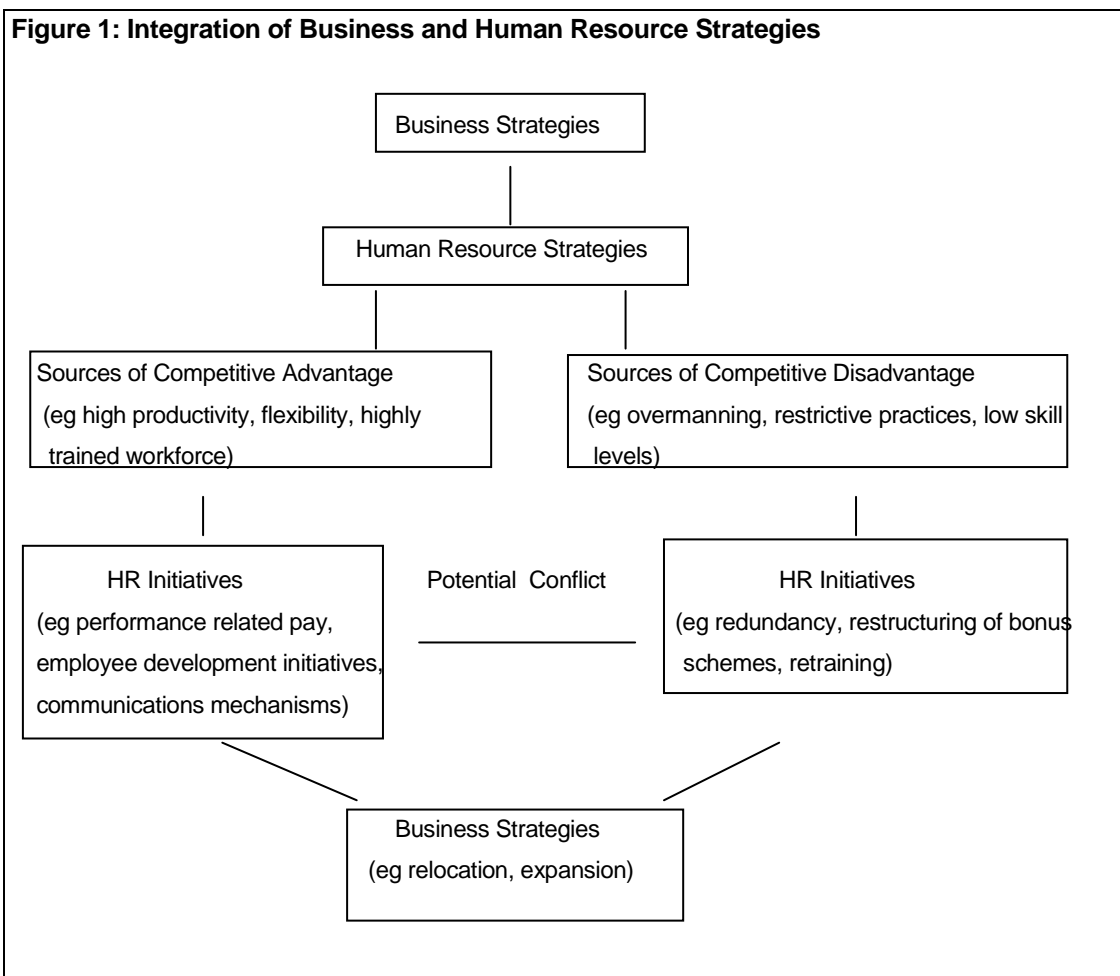 Figure 1: Integration of Business and Human Resource Strategies
Business Strategies
Human Resource Strategies
Sources of Competitive Advantage
(eg high productivity, flexibility, highly
trained workforce)
Sources of Competitive Disadvantage
(eg overmanning, restrictive practices, low skill
levels)
HR Initiatives
(eg performance related pay,
employee development initiatives,
communications mechanisms)
Potential Conflict
HR Initiatives
(eg redundancy, restructuring of bonus
schemes, retraining)
Business Strategies
(eg relocation, expansion)